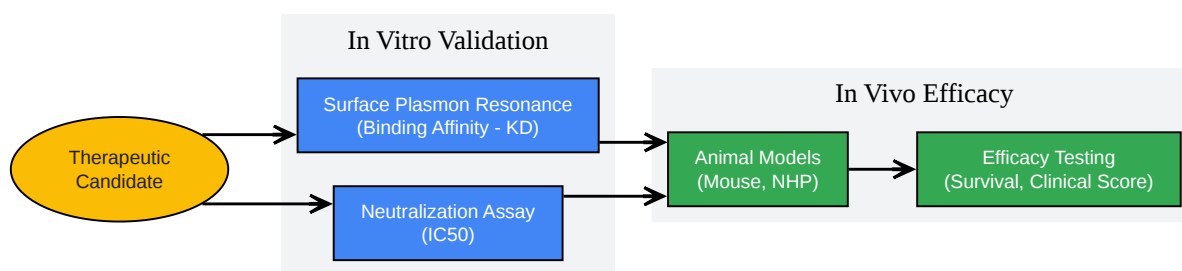 Therapeutic
Candidate
In Vitro Validation
Surface Plasmon Resonance
(Binding Affinity - KD)
Neutralization Assay
(IC50)
In Vivo Efficacy
Animal Models
(Mouse, NHP)
Efficacy Testing
(Survival, Clinical Score)